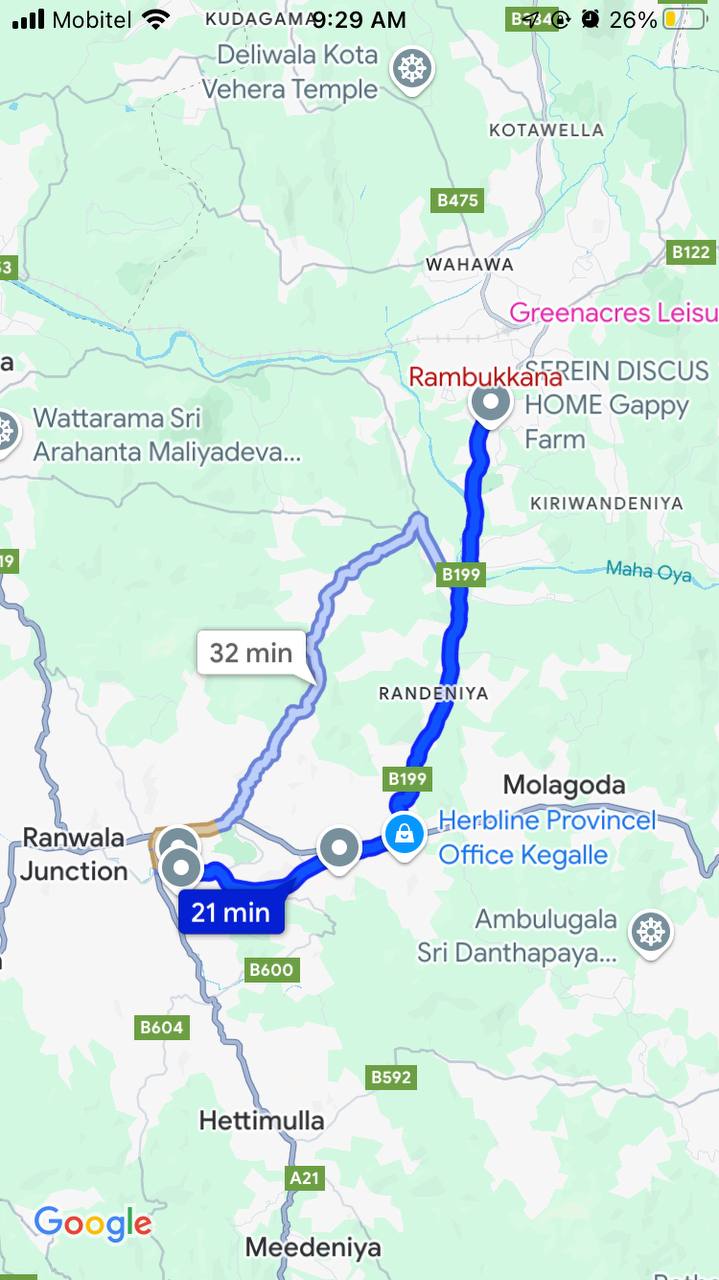 Mobitel
9:29 AM
26%
KUDAGAMA
Deliwala Kota
Vehera Temple
KOTAWELLA
B475
B122
WAHAWA
53
Greenacres Leisu
a
Rambukkana
SEREIN DISCUS
HOME Gappy
Farm
Wattarama Sri
Arahanta Maliyadeva...
KIRIWANDENIYA
19
B199
Maha Oya
32 min
RANDENIYA
B199
Molagoda
Herbline Provincel
Office Kegalle
Ranwala
Junction
21 min
Ambulugala
Sri Danthapaya...
B600
B604
B592
Hettimulla
A21
Google
Meedeniya